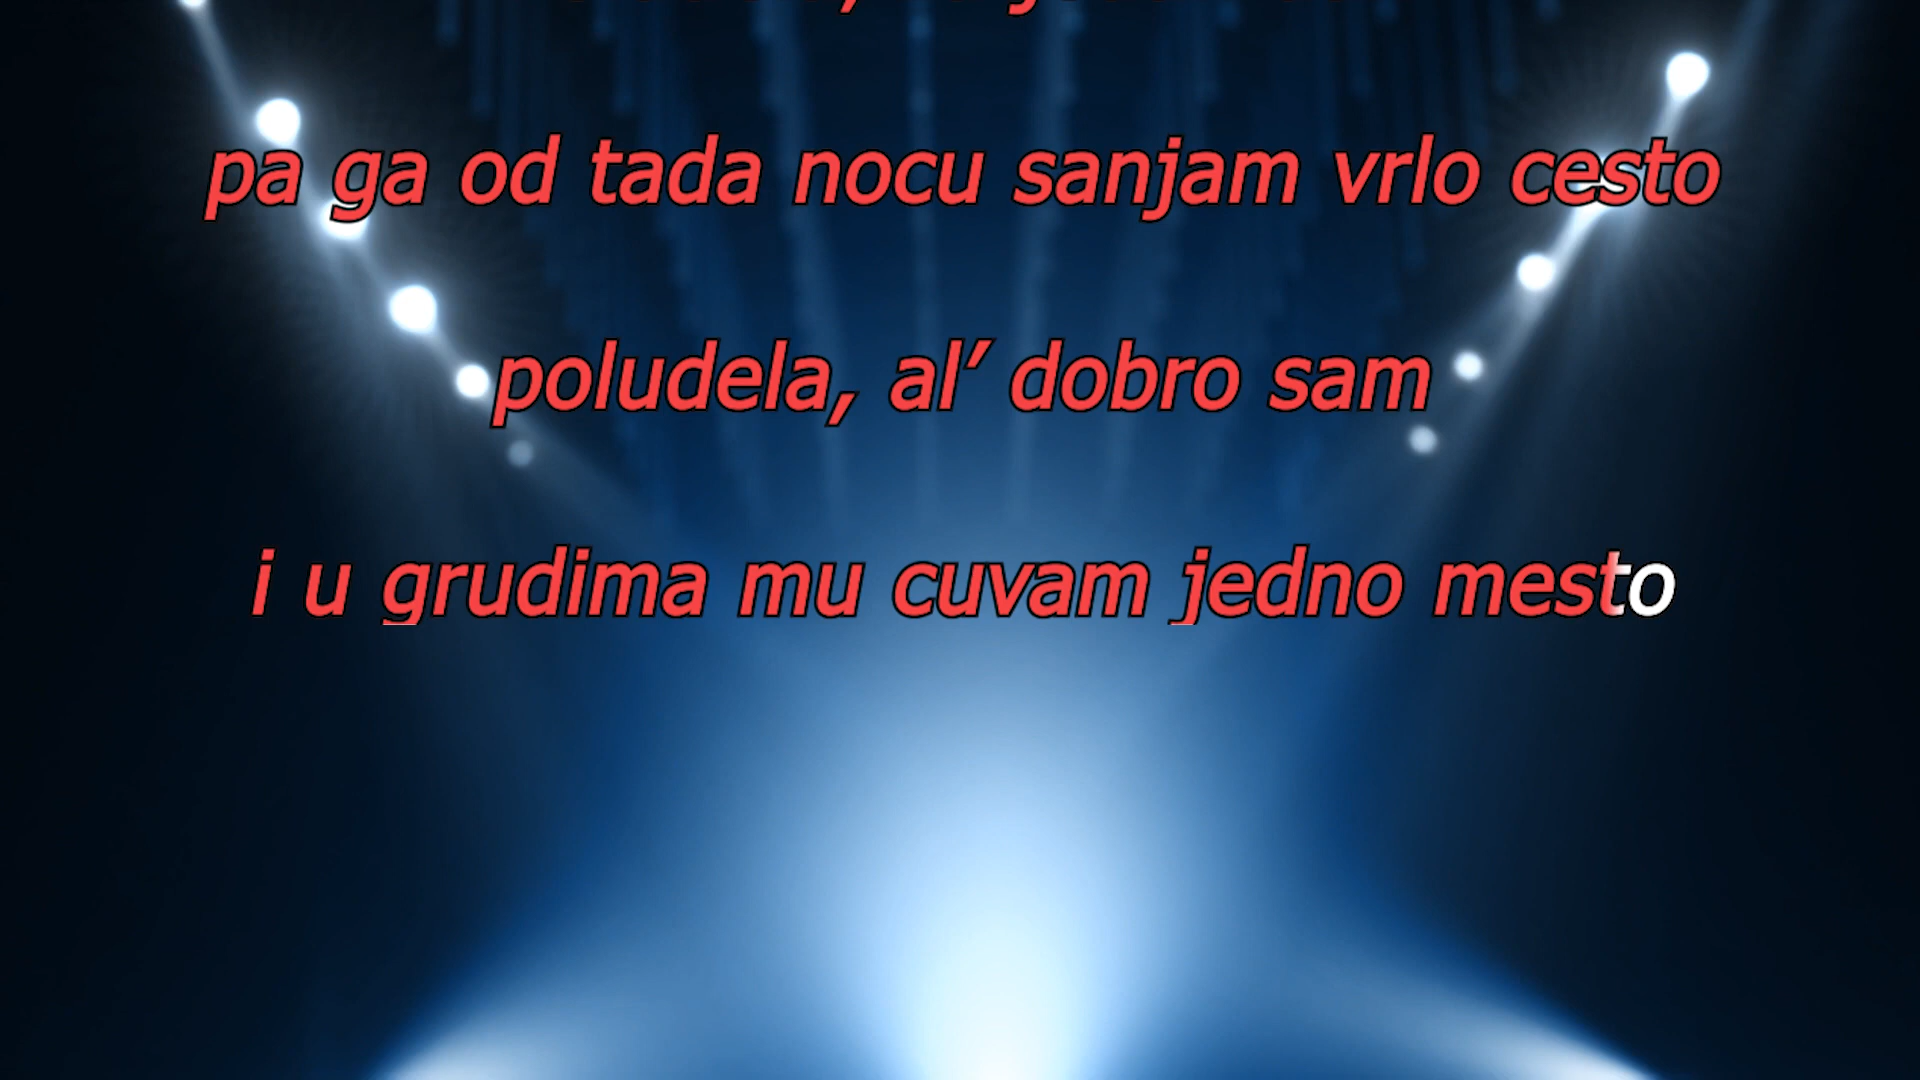 pa ga od tada nocu sanjam vrlo cesto
poludela, al’ dobro sam
i u grudima mu cuvam jedno mesto